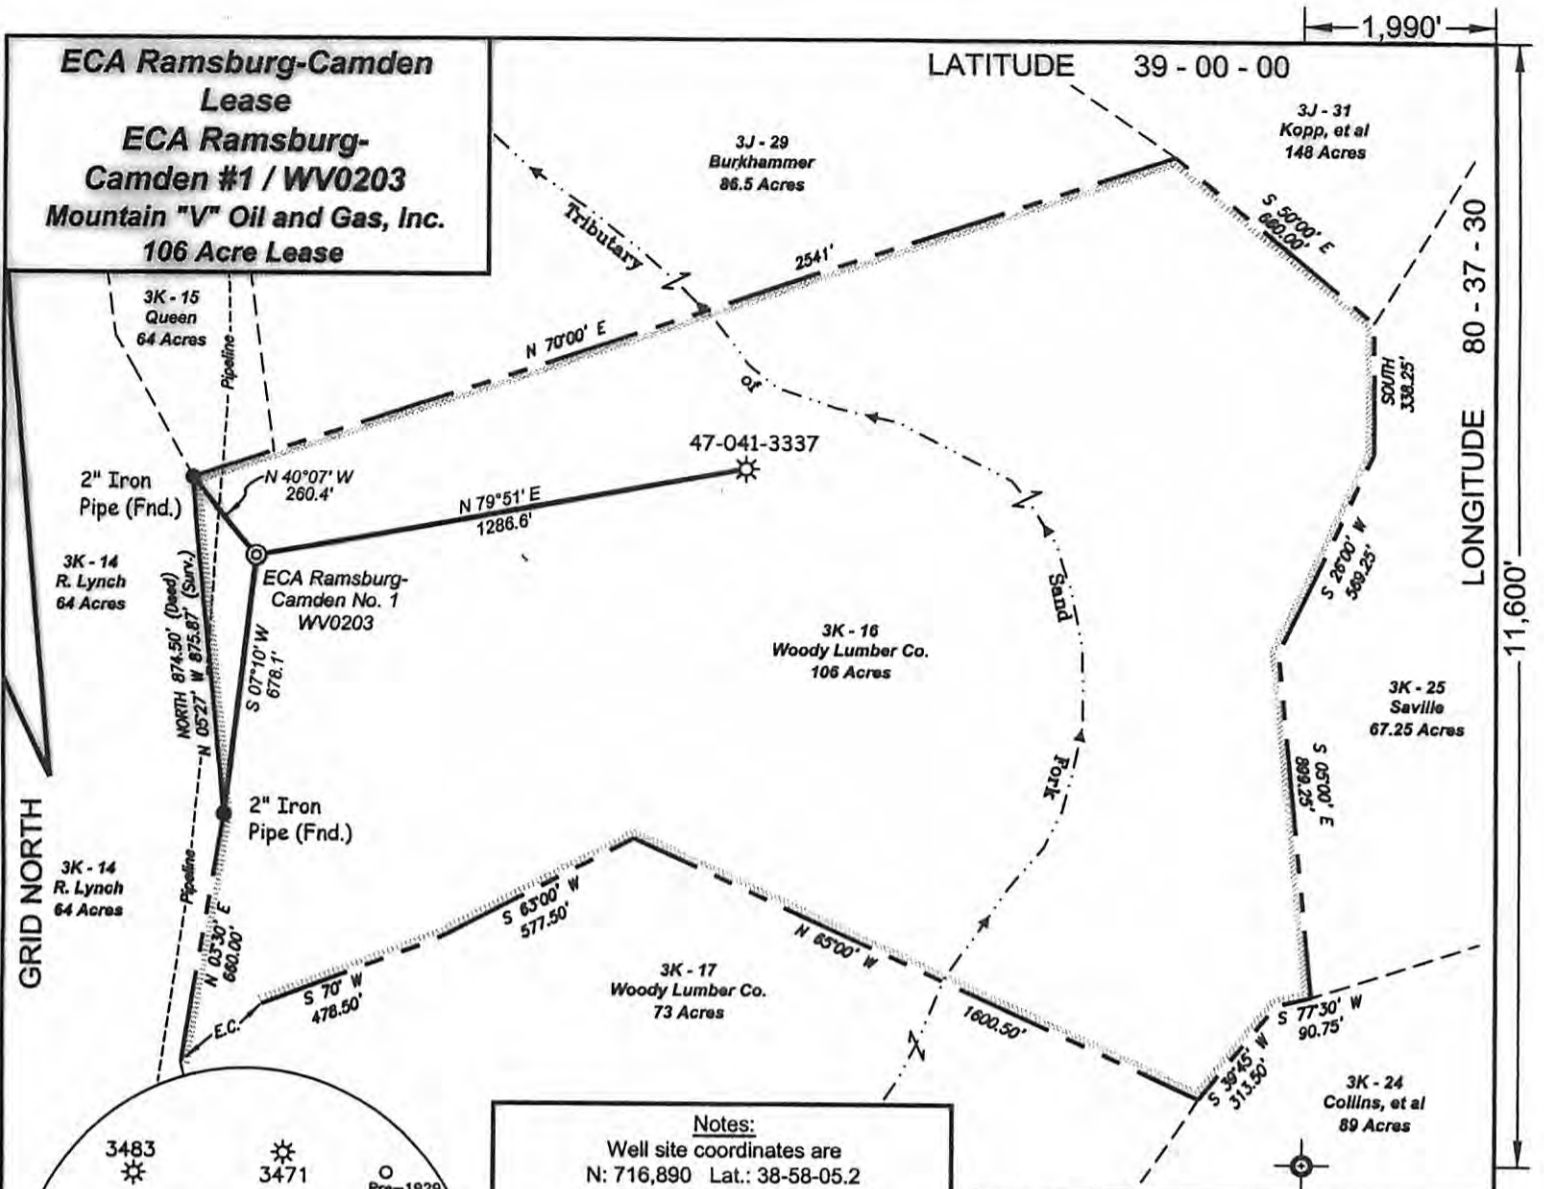 1,990'
ECA Ramsburg-Camden
Lease
ECA Ramsburg-
Camden #1 / WV0203
Mountain "V" Oil and Gas, Inc.
106 Acre Lease
LATITUDE 39 - 00 - 00
3J - 31
Kopp, et al
148 Acres
3J - 29
Burkhammer
86.5 Acres
Tributary
S 50°00' E
660.00'
2541'
N 70°00' E
LONGITUDE 80 - 37 - 30
3K - 15
Queen
64 Acres
Pipeline
of
SOUTH
338.25'
47-041-3337
2" Iron
Pipe (Fnd.)
N 40°07' W
260.4'
N 79°51' E
1286.6'
3K - 14
R. Lynch
64 Acres
ECA Ramsburg-
Camden No. 1
WV0203
NORTH 874.50' (Deed)
N 05°27' W 875.87' (Surv.)
S 07°10' W
678.1'
Sand
S 26°00' W
569.25'
11,600'
3K - 16
Woody Lumber Co.
106 Acres
3K - 25
Saville
67.25 Acres
Fork
S 05°00' E
899.25'
2" Iron
Pipe (Fnd.)
GRID NORTH
3K - 14
R. Lynch
64 Acres
Pipeline
N 05°30' E
660.00'
S 63°00' W
577.50'
N 65°00' W
1600.50'
S 70° W
478.50'
E.C.
3K - 17
Woody Lumber Co.
73 Acres
S 77°30' W
90.75'
S 39°45' W
313.50'
3K - 24
Collins, et al
89 Acres
3483
3471
Pre-1929
Notes:
Well site coordinates are
N: 716,890 Lat.: 38-58-05.2